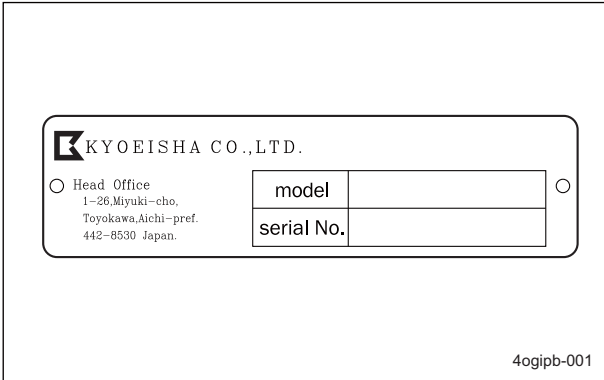 KYOEISHA CO.,LTD.
Head Office
1-26,Miyuki-cho,
Toyokawa,Aichi-pref.
442-8530 Japan.
model
serial No.
4ogipb-001